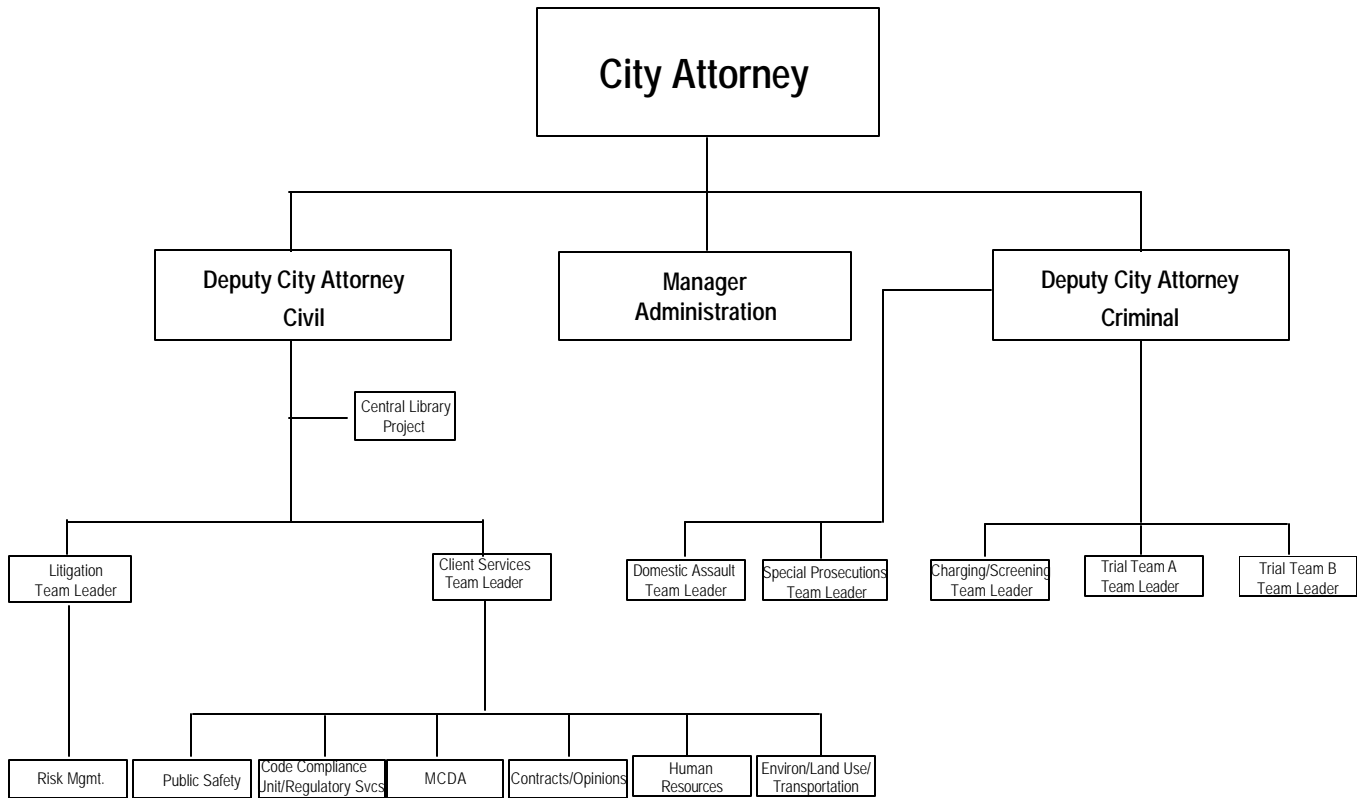 City Attorney
Deputy City Attorney
Civil
Manager
Administration
Deputy City Attorney
Criminal
Central Library
Project
Litigation
Team Leader
Client Services
Team Leader
Domestic Assault
Team Leader
Special Prosecutions
Team Leader
Charging/Screening
Team Leader
Trial Team A
Team Leader
Trial Team B
Team Leader
Risk Mgmt.
Public Safety
Code Compliance
Unit/Regulatory Svcs
MCDA
Contracts/Opinions
Human
Resources
Environ/Land Use/
Transportation